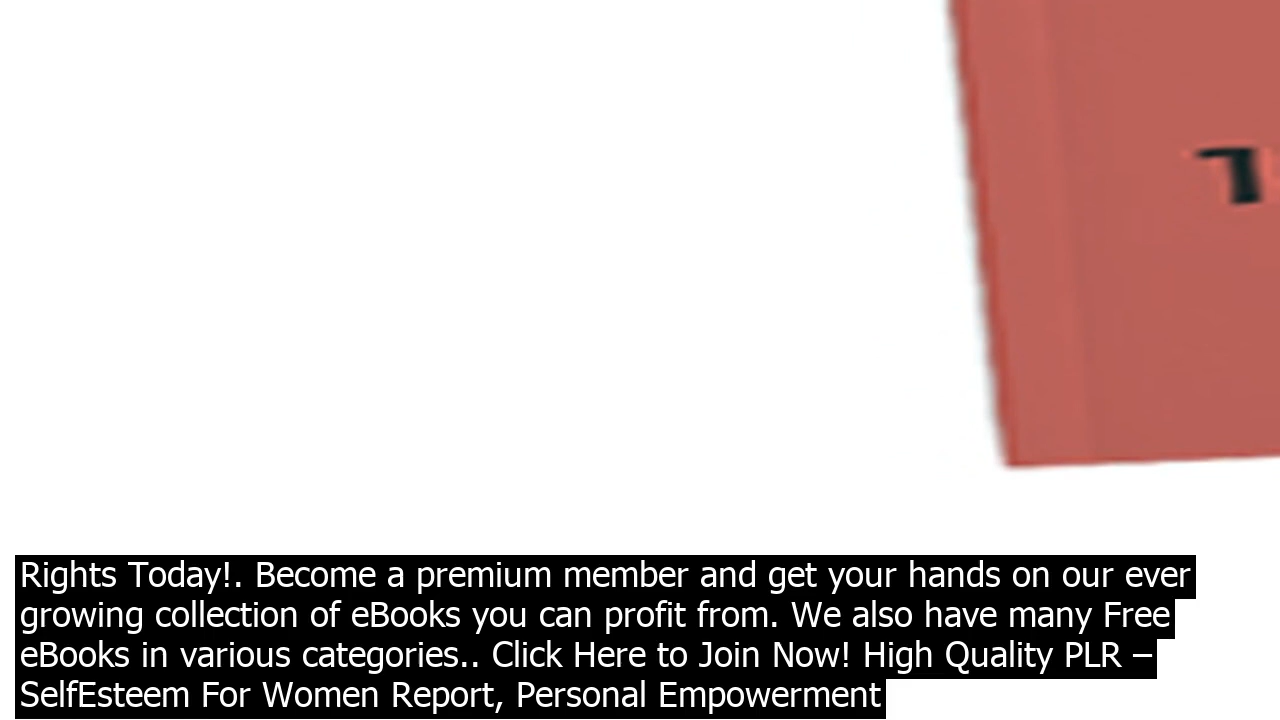 Rights Today!. Become a premium member and get your hands on our ever
growing collection of eBooks you can profit from. We also have many Free
eBooks in various categories.. Click Here to Join Now! High Quality PLR –
SelfEsteem For Women Report, Personal Empowerment